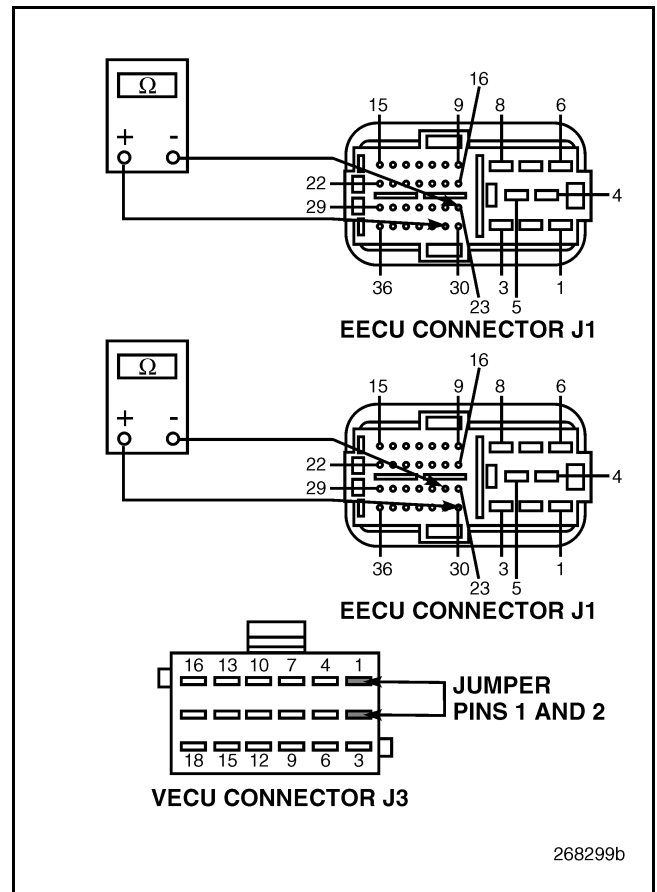 Ω
+ -
15 9 16 8 6
22
29
4
36 30 23 3 5 1
EECU CONNECTOR J1
Ω
+ -
15 9 16 8 6
22
29
4
36 30 23 3 5 1
EECU CONNECTOR J1
16 13 10 7 4 1
JUMPER
PINS 1 AND 2
18 15 12 9 6 3
VECU CONNECTOR J3
268299b